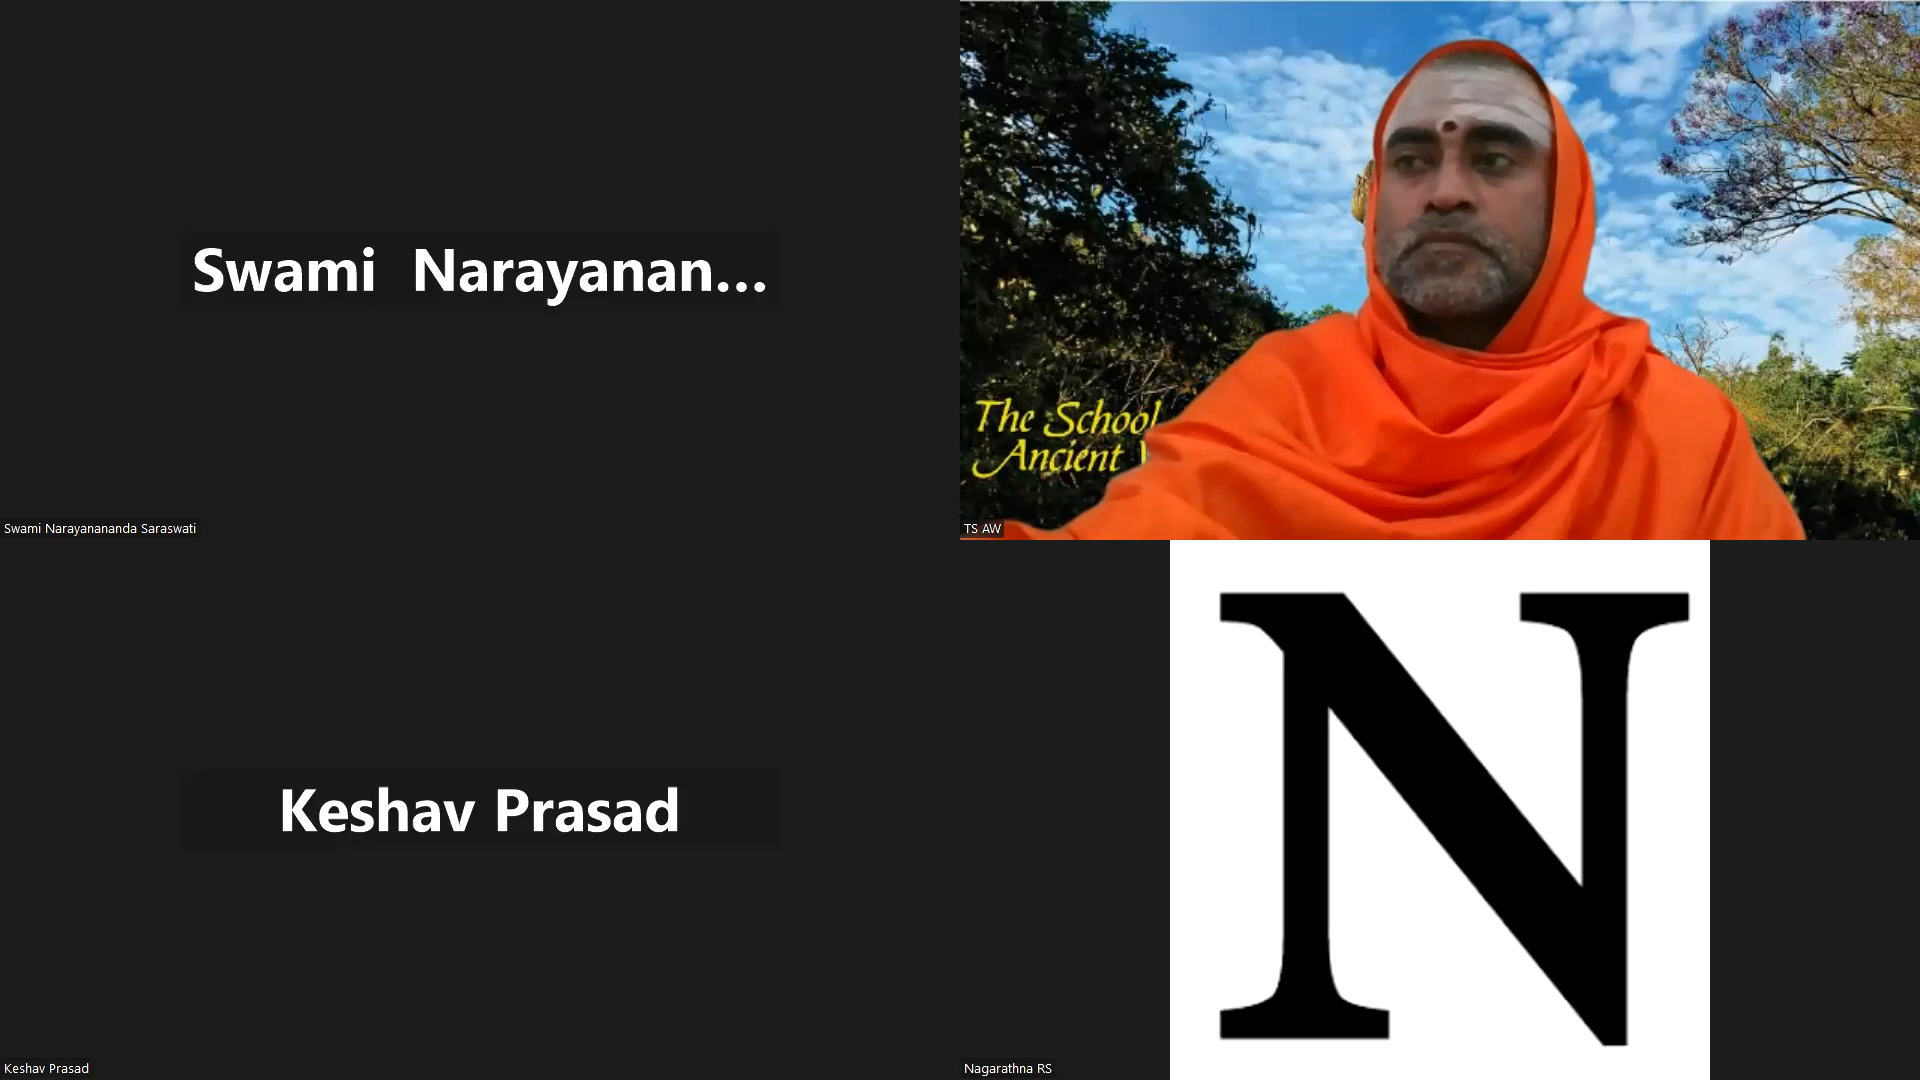 Swami  Narayanan...
Swami Narayanananda Saraswati
The School
Ancient
TS AW
Keshav Prasad
Keshav Prasad
N
Nagarathna RS